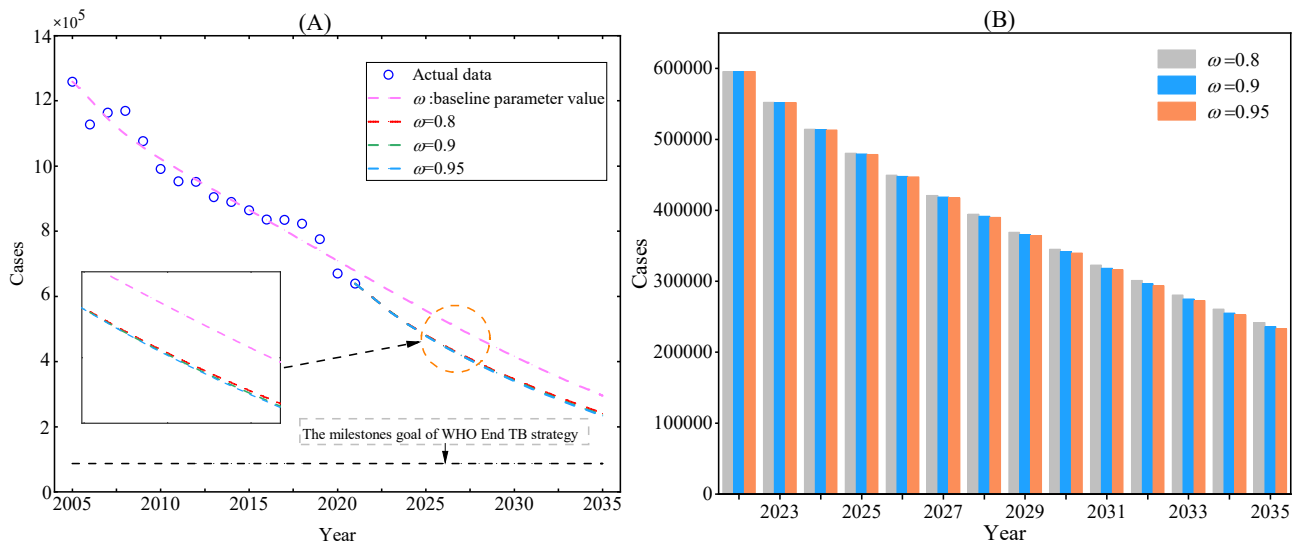 (A)
×10⁵
14
12
10
8
6
4
2
0
Cases
2005
2010
2015
2020
2025
2030
2035
Year
Actual data
ω :baseline parameter value
ω=0.8
ω=0.9
ω=0.95
The milestones goal of WHO End TB strategy
(B)
600000
500000
400000
300000
200000
100000
0
Cases
2023
2025
2027
2029
2031
2033
2035
Year
ω=0.8
ω=0.9
ω=0.95